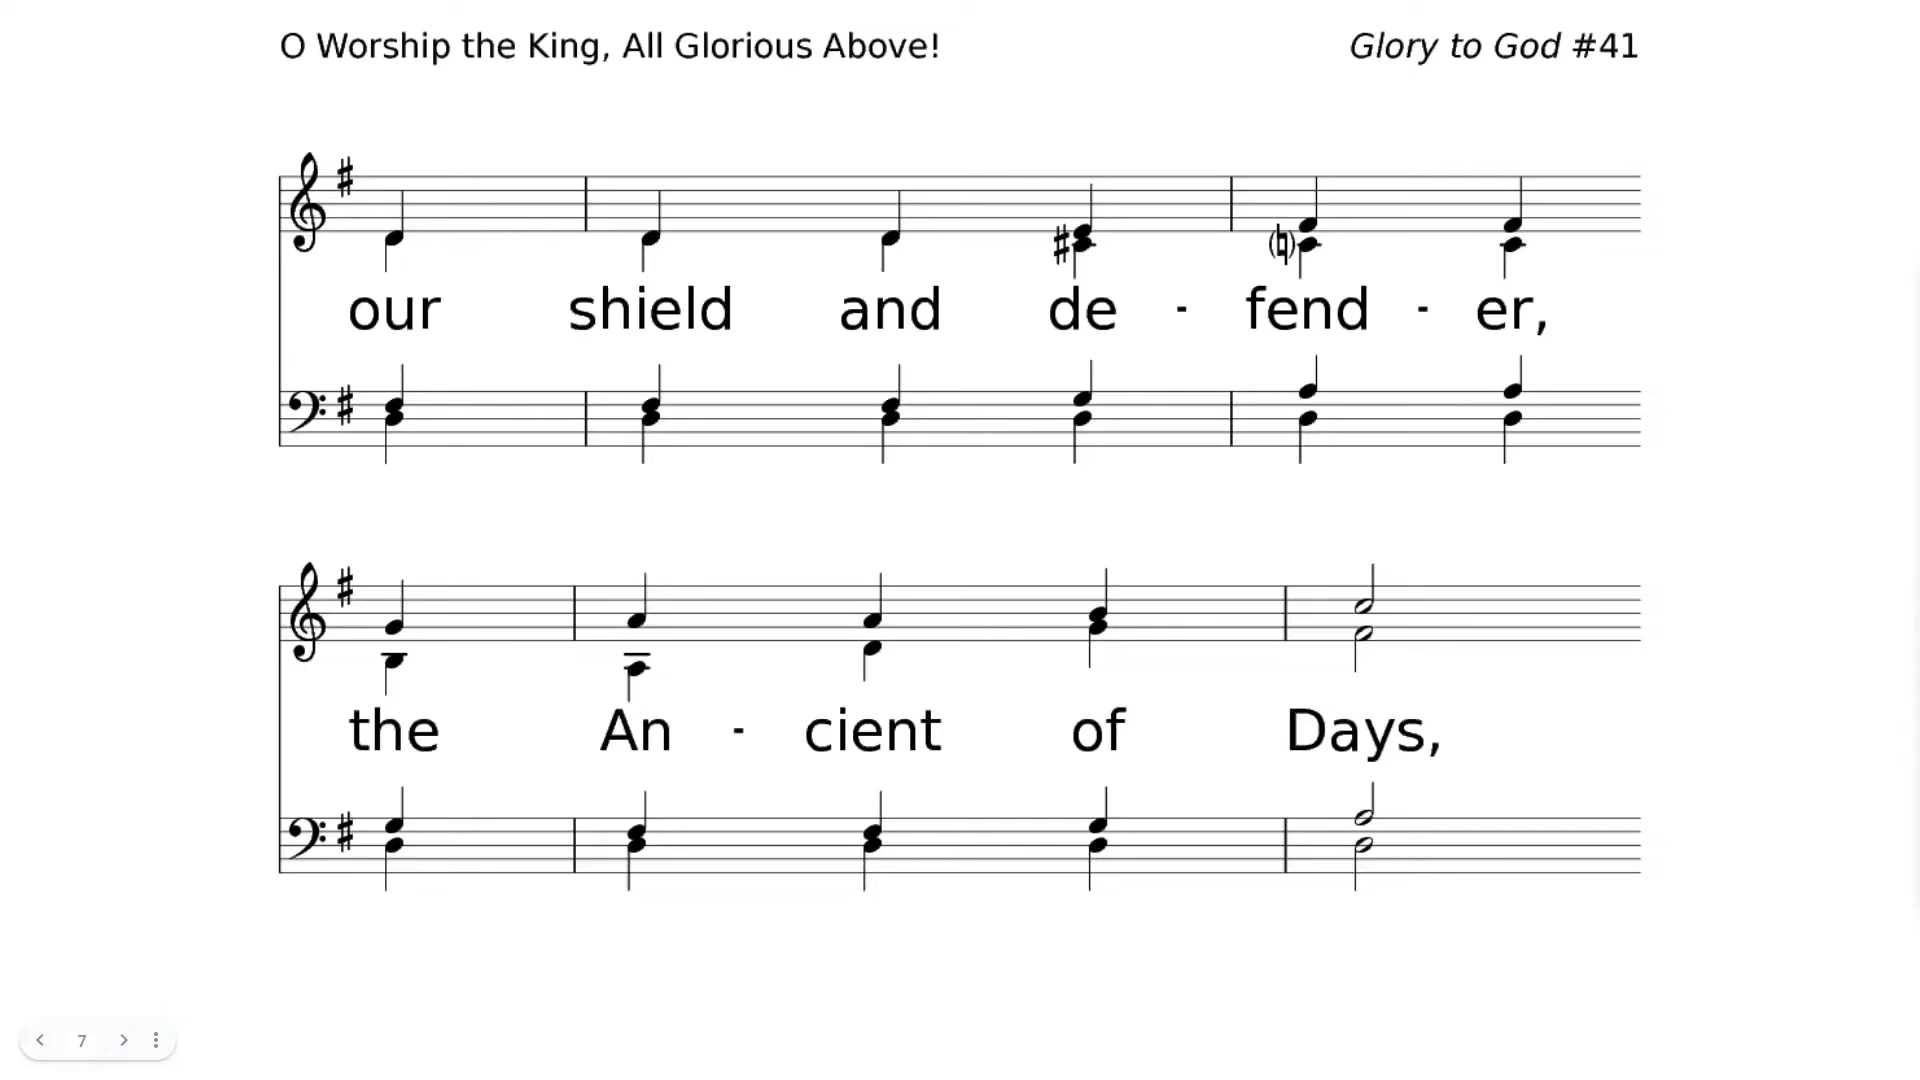 O Worship the King, All Glorious Above! Glory to God #41
our shield and de - fend - er,
the An - cient of Days,
7